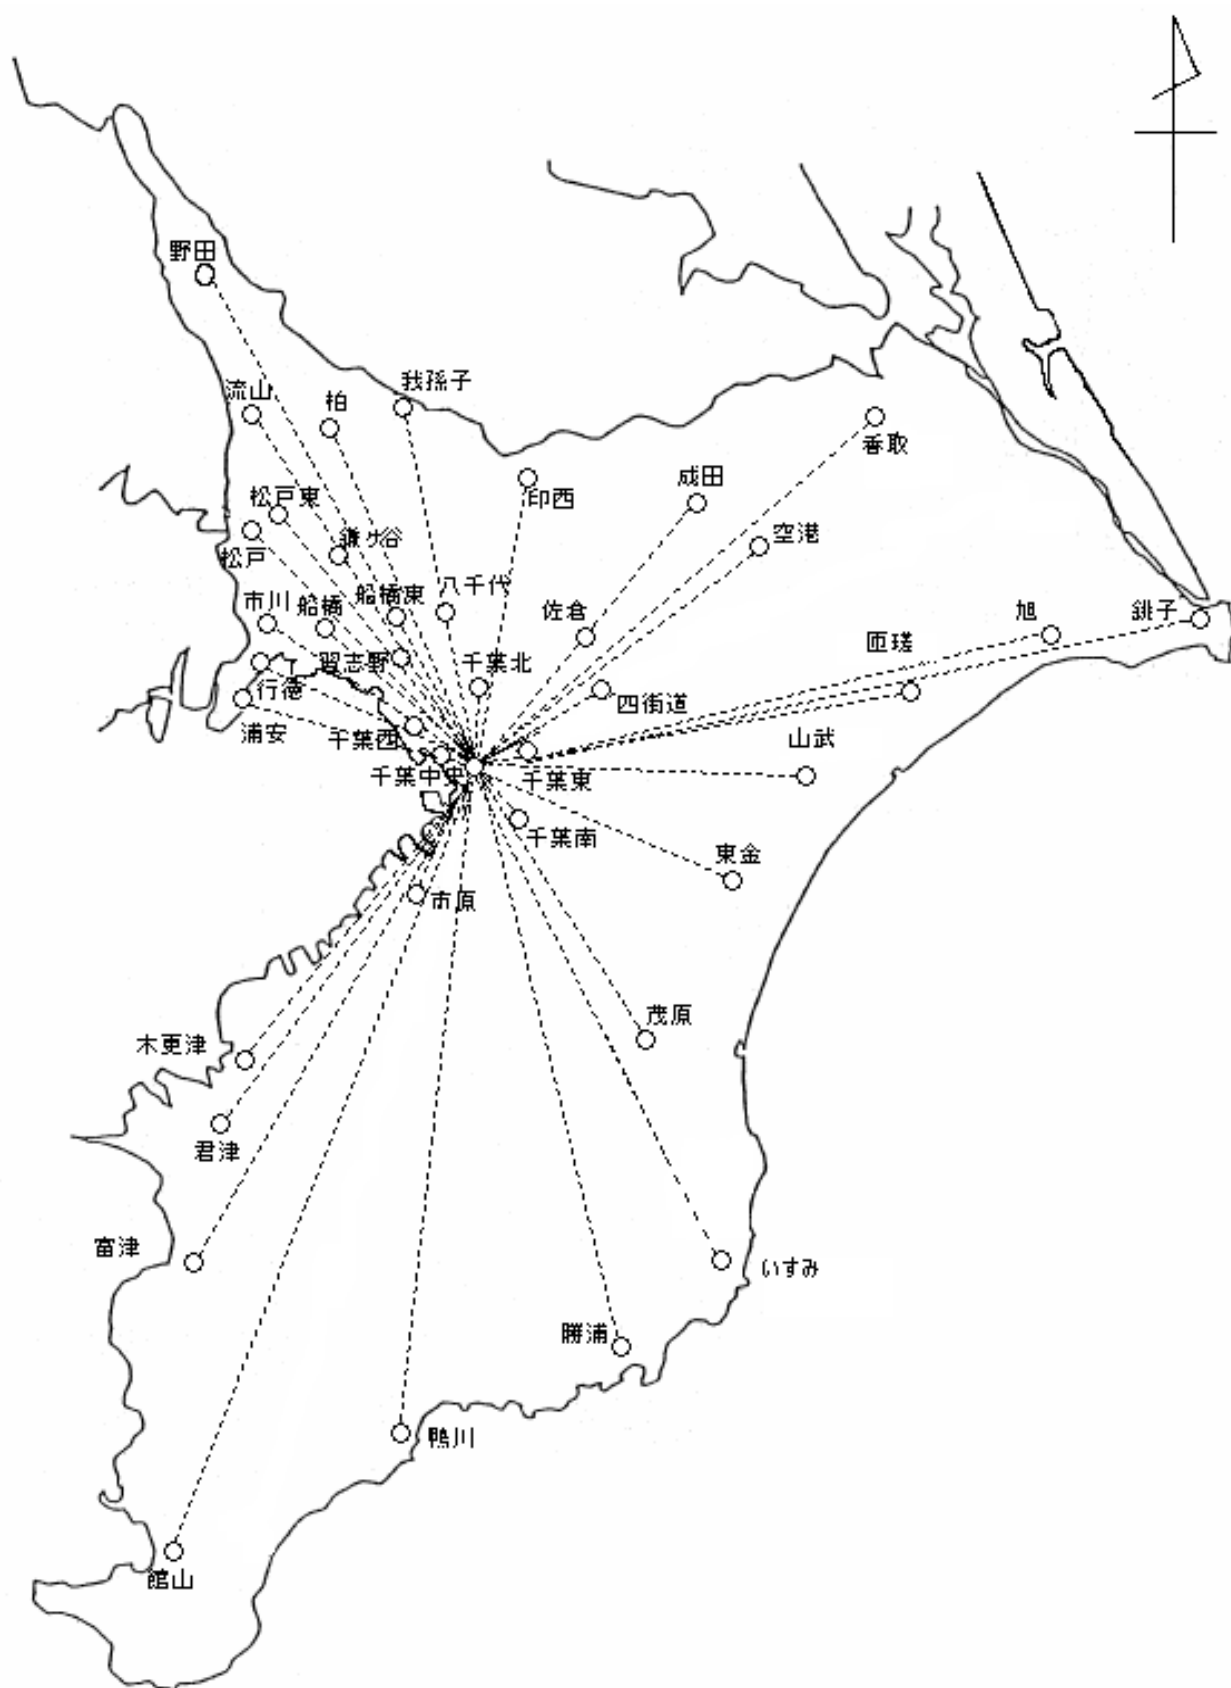 野田
我孫子
流山
柏
香取
成田
印西
松戸東
空港
鎌ヶ谷
松戸
八千代
船橋東
市川
船橋
佐倉
旭
銚子
匝瑳
習志野
千葉北
行徳
四街道
浦安
千葉西
山武
千葉中央
千葉東
千葉南
東金
市原
茂原
木更津
君津
富津
いすみ
勝浦
鴨川
館山